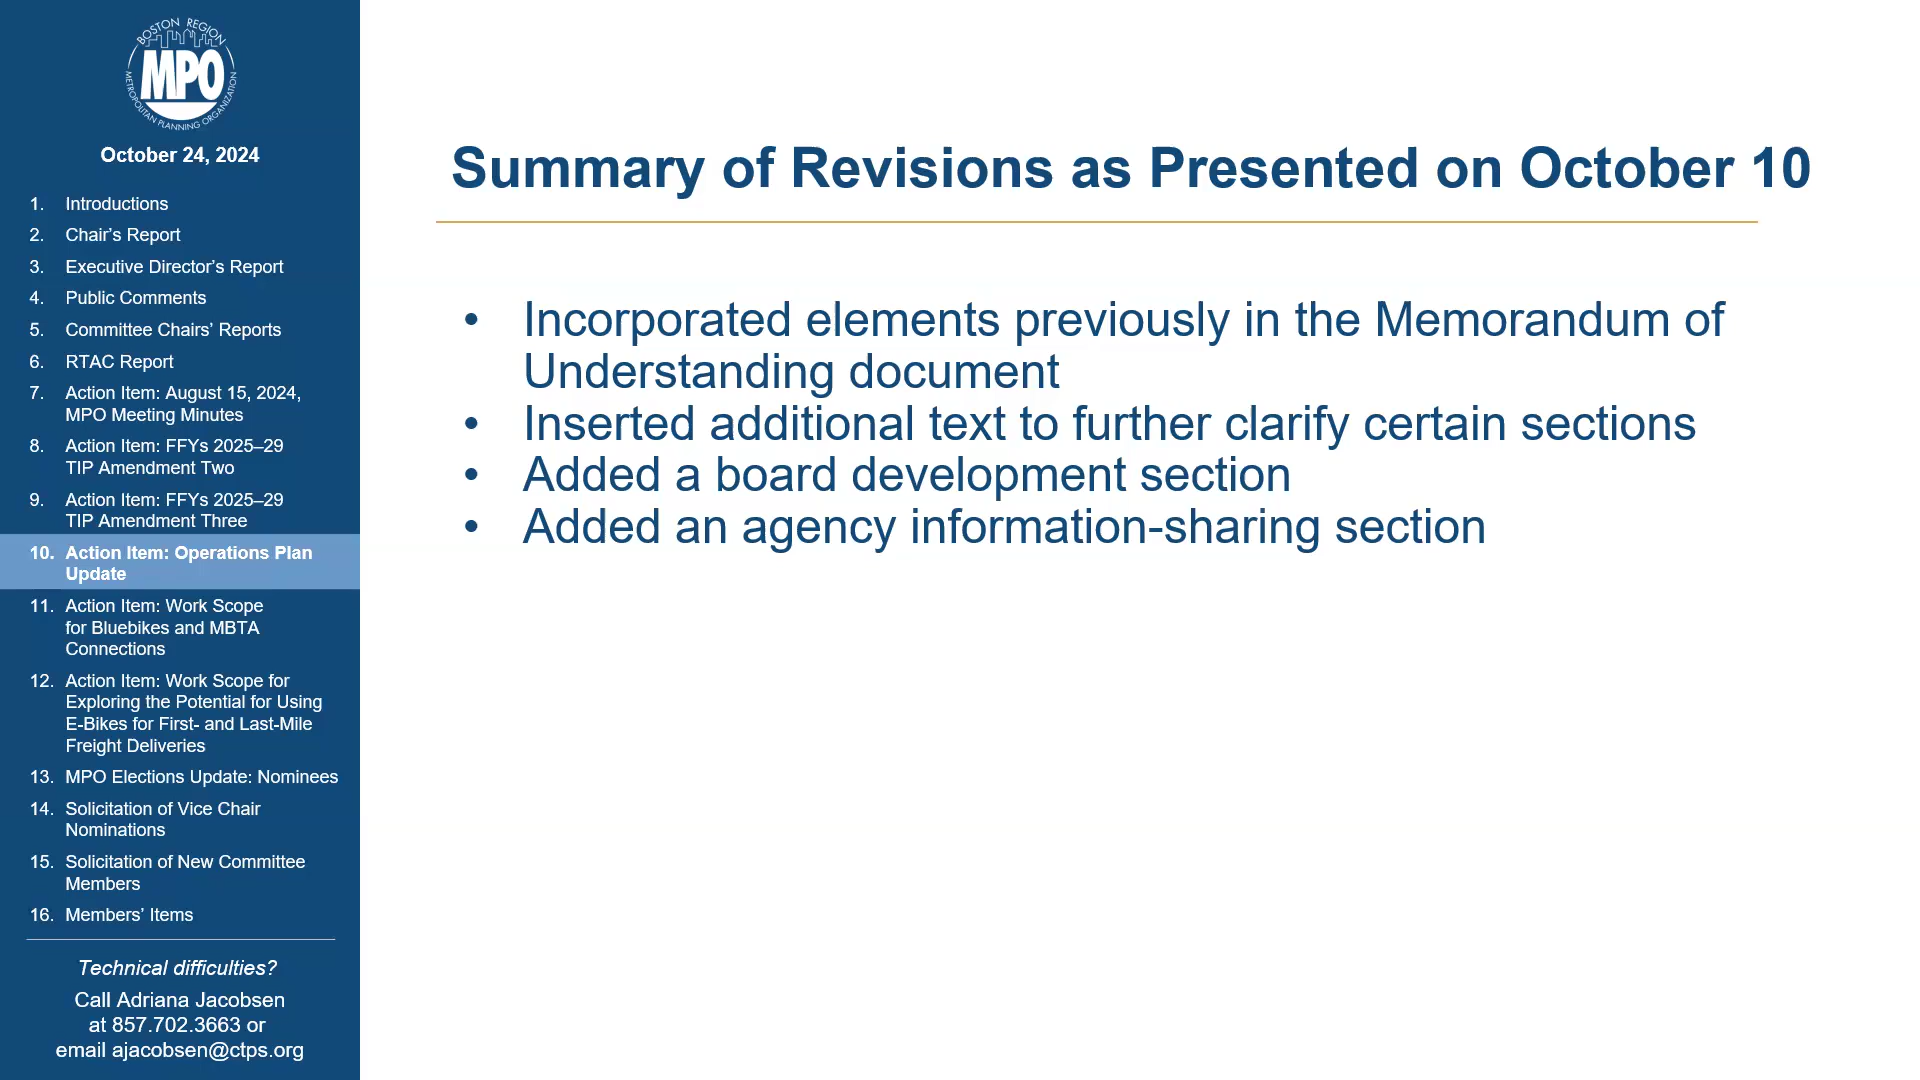 BOSTON REGION
MPO
METROPOLITAN PLANNING ORGANIZATION
October 24, 2024
1. Introductions
2. Chair’s Report
3. Executive Director’s Report
4. Public Comments
5. Committee Chairs’ Reports
6. RTAC Report
7. Action Item: August 15, 2024,
MPO Meeting Minutes
8. Action Item: FFYs 2025–29
TIP Amendment Two
9. Action Item: FFYs 2025–29
TIP Amendment Three
10. Action Item: Operations Plan
Update
11. Action Item: Work Scope
for Bluebikes and MBTA
Connections
12. Action Item: Work Scope for
Exploring the Potential for Using
E-Bikes for First- and Last-Mile
Freight Deliveries
13. MPO Elections Update: Nominees
14. Solicitation of Vice Chair
Nominations
15. Solicitation of New Committee
Members
16. Members’ Items
Technical difficulties?
Call Adriana Jacobsen
at 857.702.3663 or
email ajacobsen@ctps.org
Summary of Revisions as Presented on October 10
• Incorporated elements previously in the Memorandum of
Understanding document
• Inserted additional text to further clarify certain sections
• Added a board development section
• Added an agency information-sharing section